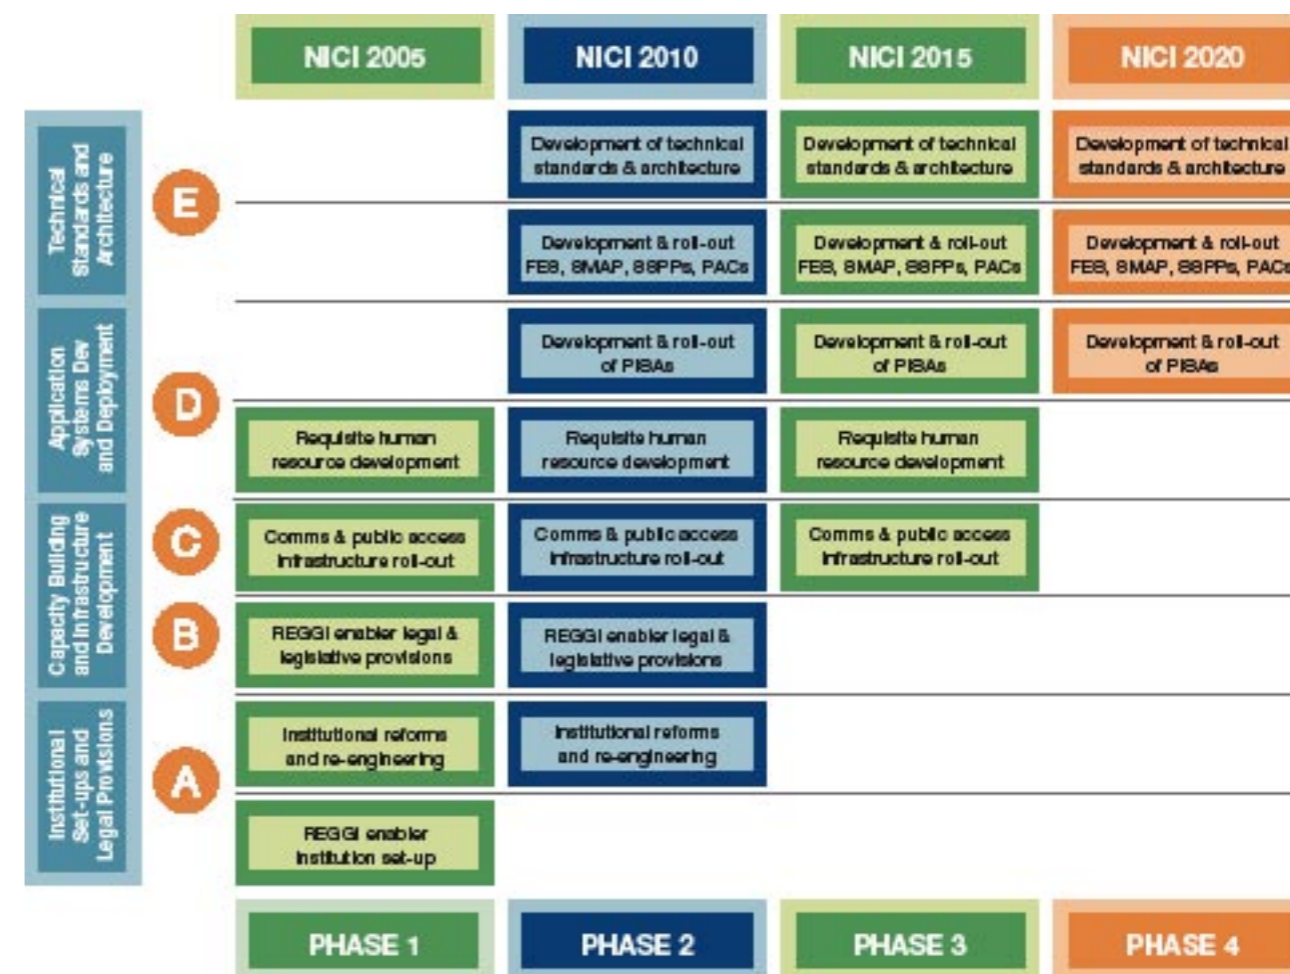 NICI 2005
NICI 2010
NICI 2015
NICI 2020
Technical
Standards and
Architecture
E
Development of technical
standards & architecture
Development of technical
standards & architecture
Development of technical
standards & architecture
Development & roll-out
FES, SMAP, SSPPs, PACs
Development & roll-out
FES, SMAP, SSPPs, PACs
Development & roll-out
FES, SMAP, SSPPs, PACs
Application
Systems Dev
and Deployment
D
Development & roll-out
of PISAs
Development & roll-out
of PISAs
Development & roll-out
of PISAs
Requisite human
resource development
Requisite human
resource development
Requisite human
resource development
Capacity Building
and Infrastructure
Development
C
Comms & public access
infrastructure roll-out
Comms & public access
infrastructure roll-out
Comms & public access
infrastructure roll-out
B
REGGI enabler legal &
legislative provisions
REGGI enabler legal &
legislative provisions
Institutional
Set-ups and
Legal Provisions
A
Institutional reforms
and re-engineering
Institutional reforms
and re-engineering
REGGI enabler
institution set-up
PHASE 1
PHASE 2
PHASE 3
PHASE 4